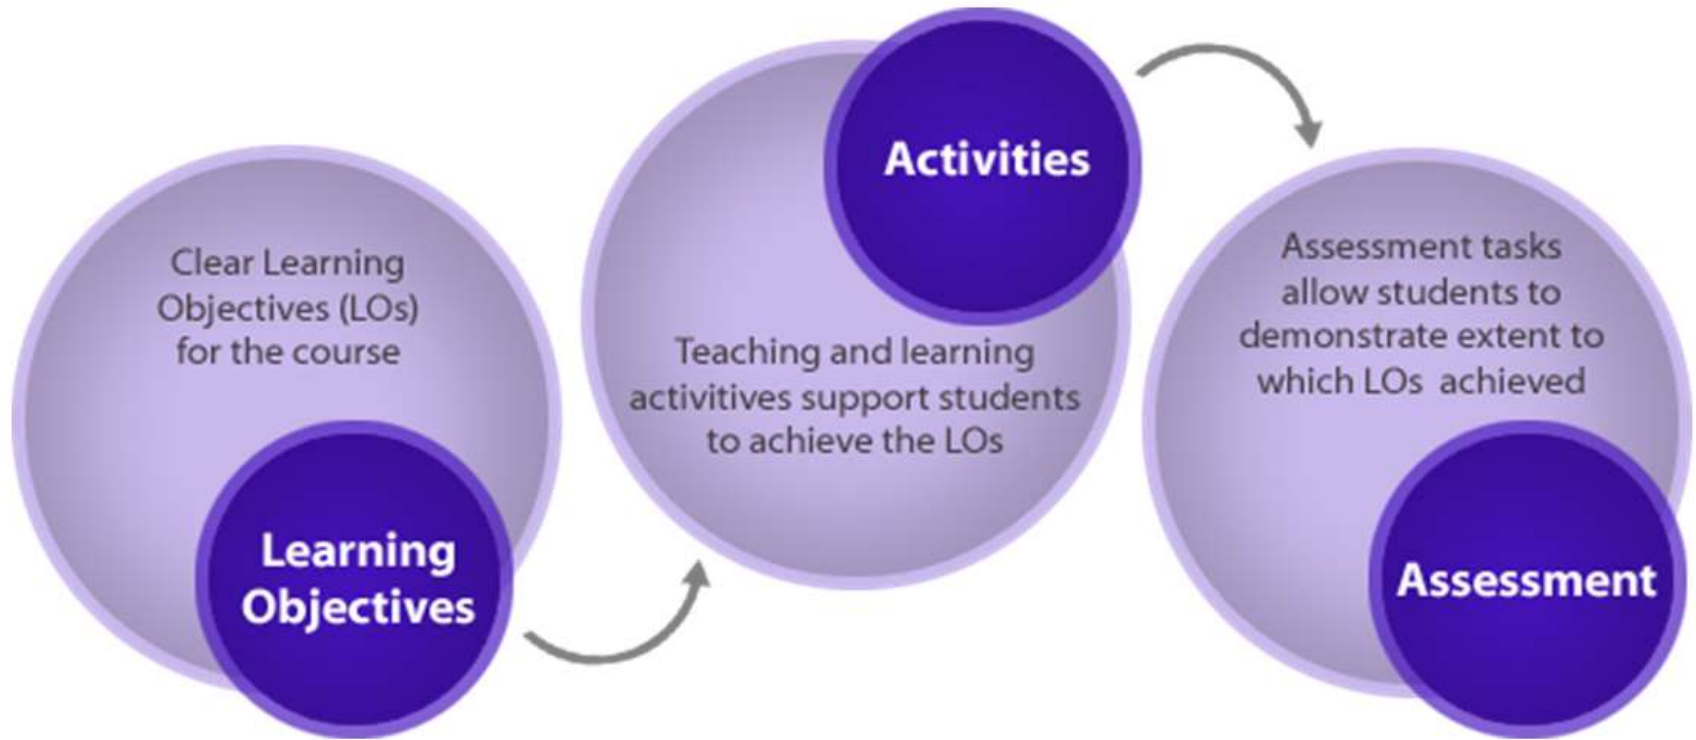 Clear Learning
Objectives (LOs)
for the course
Learning
Objectives
Activities
Teaching and learning
activitives support students
to achieve the LOs
Assessment tasks
allow students to
demonstrate extent to
which LOs achieved
Assessment